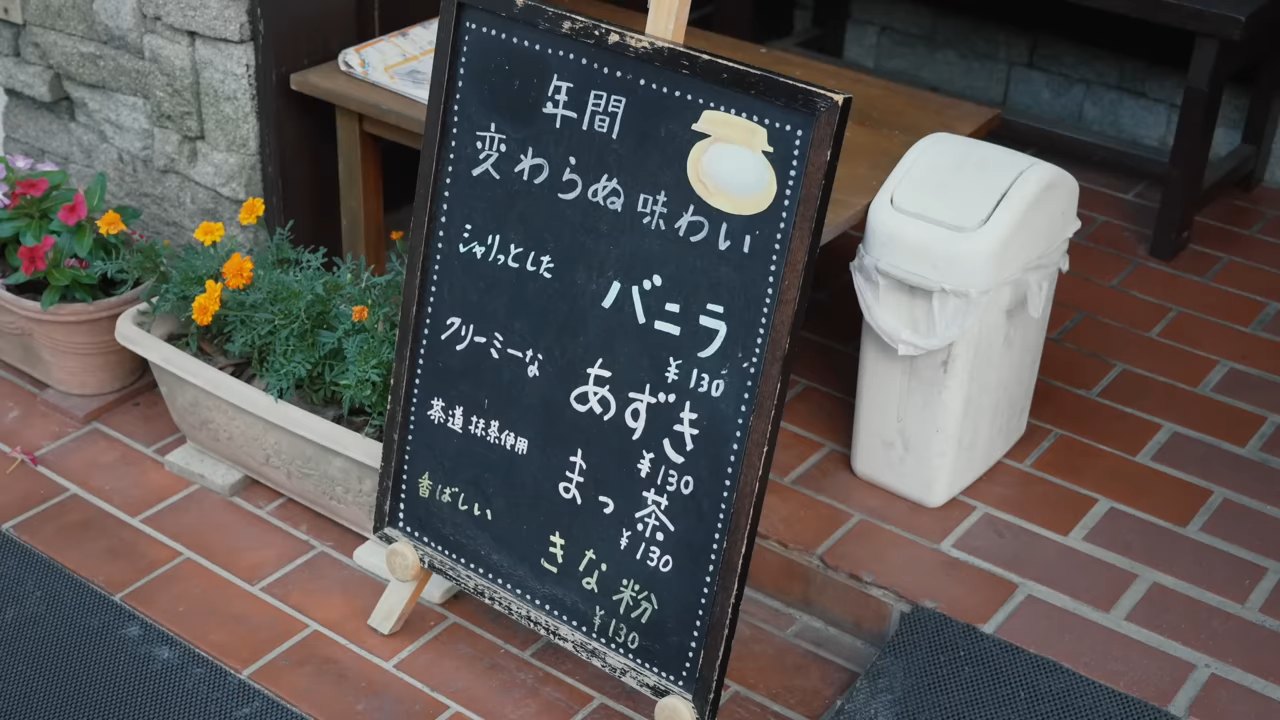 年間
変わらぬ味わい
シャリっとした
バニラ
¥130
クリーミーな
あずき
¥130
茶道 抹茶使用
まっ茶
¥130
香ばしい
きな粉
¥130